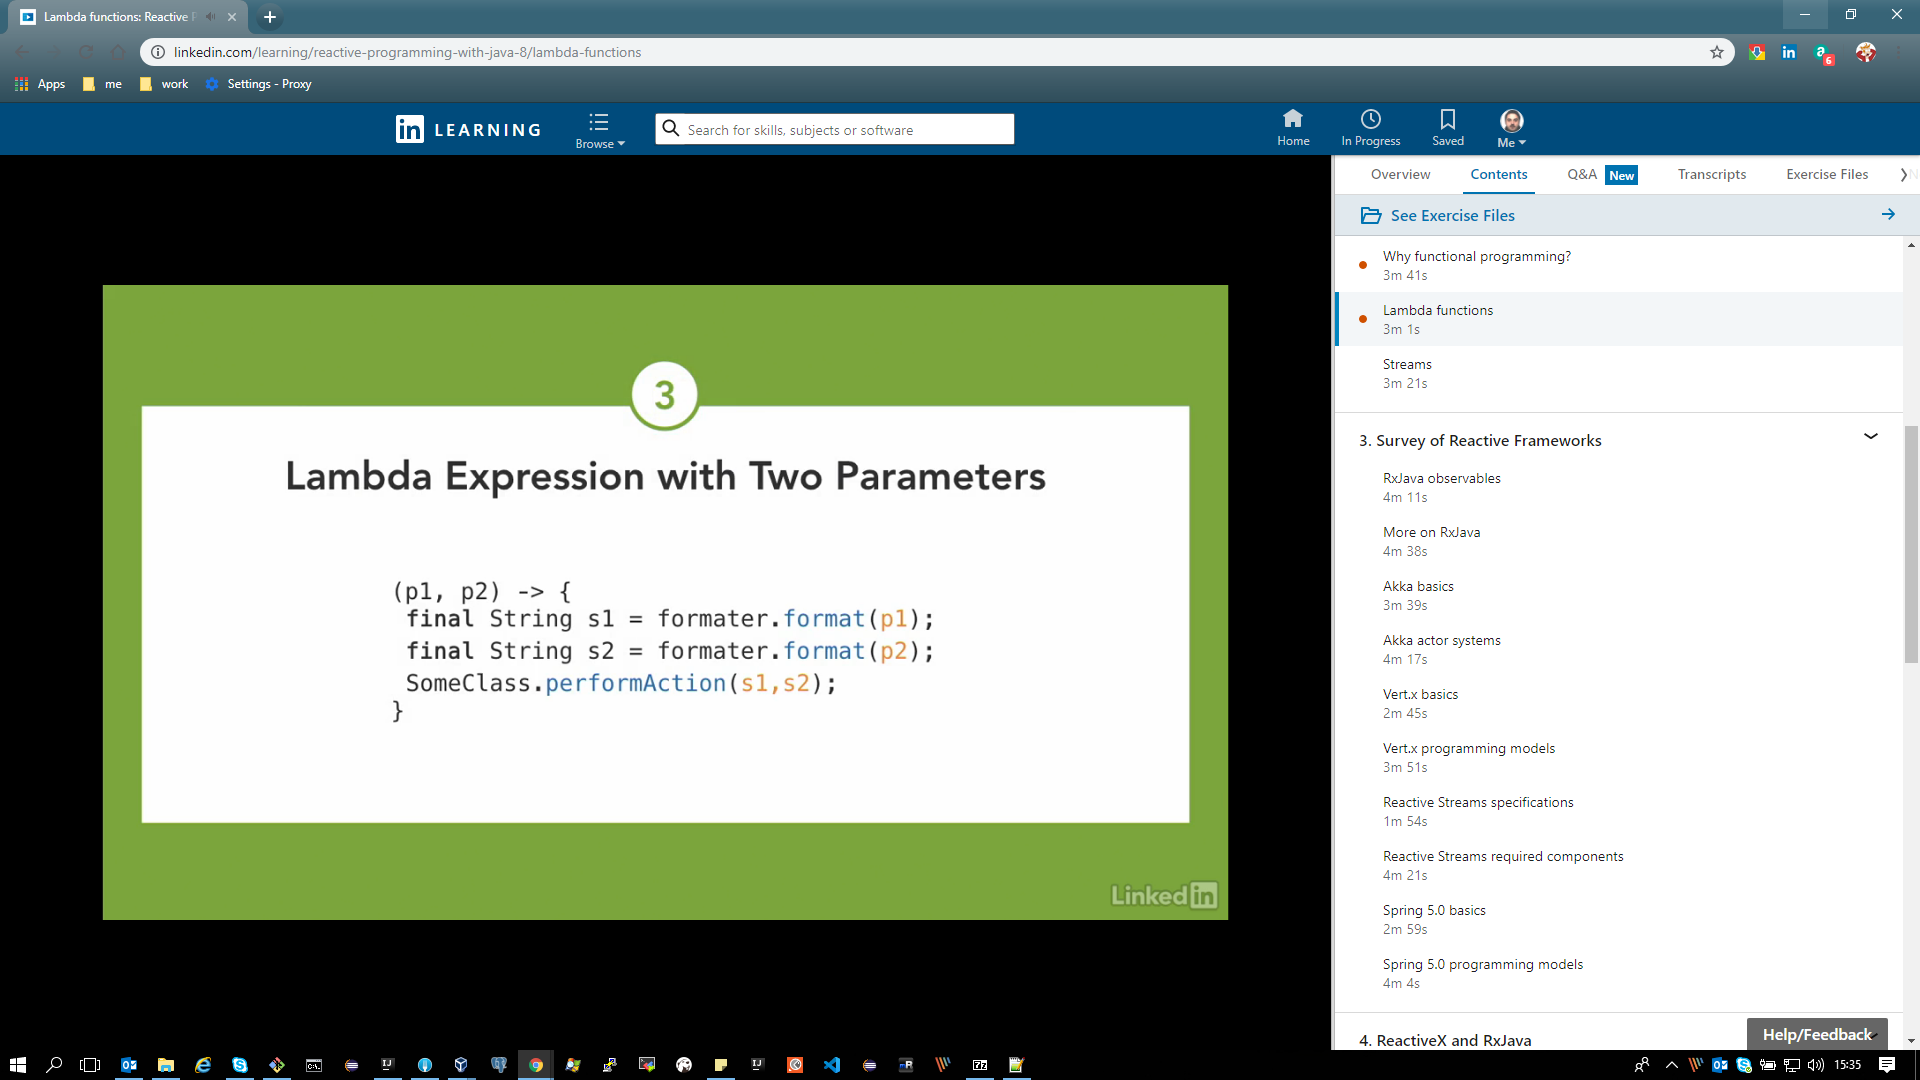 Lambda functions: Reactive
linkedin.com/learning/reactive-programming-with-java-8/lambda-functions
6
Apps
me
work
Settings - Proxy
in LEARNING
Browse
Search for skills, subjects or software
Home
In Progress
Saved
Me
Overview
Contents
Q&A New
Transcripts
Exercise Files
See Exercise Files
Why functional programming?
3m 41s
Lambda functions
3m 1s
Streams
3m 21s
3. Survey of Reactive Frameworks
RxJava observables
4m 11s
More on RxJava
4m 38s
Akka basics
3m 39s
Akka actor systems
4m 17s
Vert.x basics
2m 45s
Vert.x programming models
3m 51s
Reactive Streams specifications
1m 54s
Reactive Streams required components
4m 21s
Spring 5.0 basics
2m 59s
Spring 5.0 programming models
4m 4s
4. ReactiveX and RxJava
Help/Feedback
3
Lambda Expression with Two Parameters
(p1, p2) -> {
final String s1 = formater.format(p1);
final String s2 = formater.format(p2);
SomeClass.performAction(s1,s2);
}
Linked in
15:35